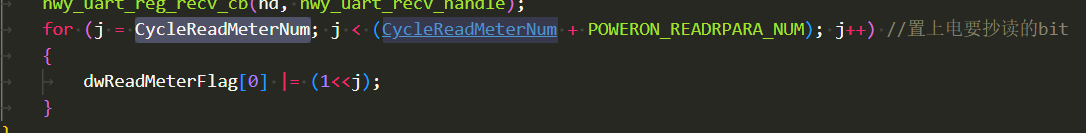 nwy_uart_reg_recv_cb(hd, nwy_uart_recv_handle);
for (j = CycleReadMeterNum; j < (CycleReadMeterNum + POWERON_READRPARA_NUM); j++) //置上电要抄读的bit
{
dwReadMeterFlag[0] |= (1<<j);
}
}